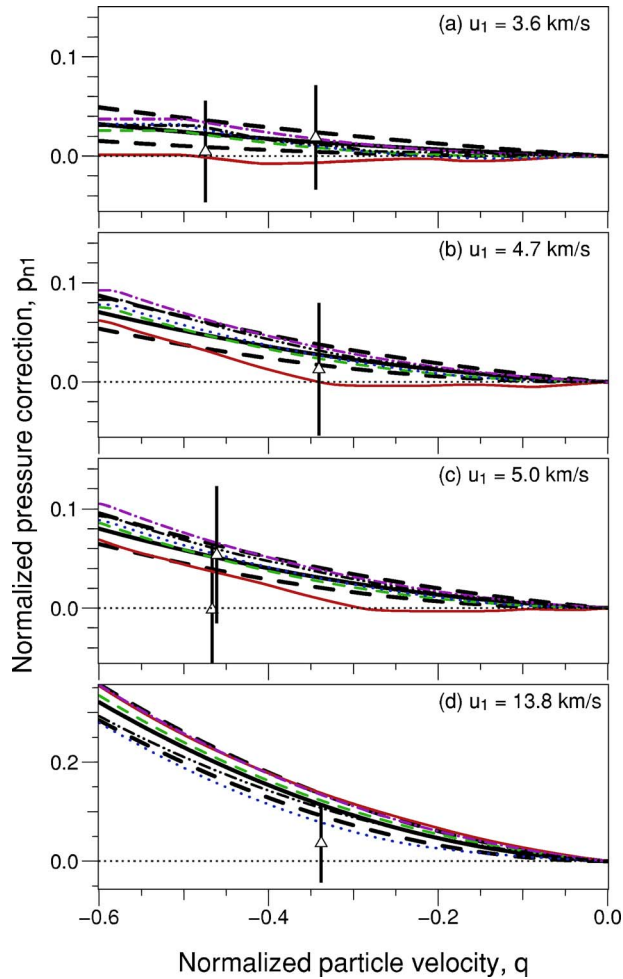 (a) u1 = 3.6 km/s
0.1
0.0
(b) u1 = 4.7 km/s
0.1
0.0
(c) u1 = 5.0 km/s
0.1
0.0
(d) u1 = 13.8 km/s
0.2
0.0
−0.6 −0.4 −0.2 0.0
Normalized particle velocity, q
Normalized pressure correction, pn1